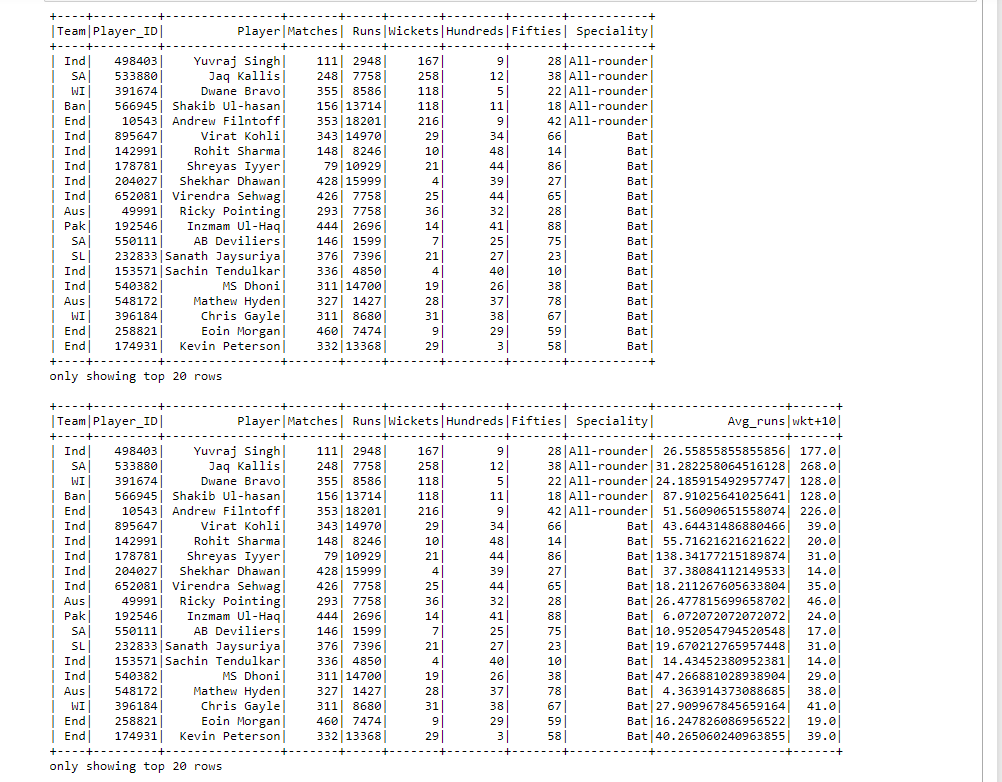 +----+---------+-----------------+-------+-----+-------+--------+-------+-----------+
|Team|Player_ID|           Player|Matches| Runs|Wickets|Hundreds|Fifties| Speciality|
+----+---------+-----------------+-------+-----+-------+--------+-------+-----------+
| Ind|   498403|     Yuvraj Singh|    111| 2948|    167|       9|     28|All-rounder|
|  SA|   533880|       Jaq Kallis|    248| 7758|    258|      12|     38|All-rounder|
|  WI|   391674|      Dwane Bravo|    355| 8586|    118|       5|     22|All-rounder|
| Ban|   566945| Shakib Ul-hasan|    156|13714|    118|      11|     18|All-rounder|
| End|    10543| Andrew Filntoff|    353|18201|    216|       9|     42|All-rounder|
| Ind|   895647|      Virat Kohli|    343|14970|     29|      34|     66|        Bat|
| Ind|   142991|     Rohit Sharma|    148| 8246|     10|      48|     14|        Bat|
| Ind|   178781|    Shreyas Iyyer|     79|10929|     21|      44|     86|        Bat|
| Ind|   204027|   Shekhar Dhawan|    428|15999|      4|      39|     27|        Bat|
| Ind|   652081| Virendra Sehwag|    426| 7758|     25|      44|     65|        Bat|
| Aus|    49991|   Ricky Pointing|    293| 7758|     36|      32|     28|        Bat|
| Pak|   192546|    Inzmam Ul-Haq|    444| 2696|     14|      41|     88|        Bat|
|  SA|   550111|     AB Deviliers|    146| 1599|      7|      25|     75|        Bat|
|  SL|   232833|Sanath Jaysuriya|    376| 7396|     21|      27|     23|        Bat|
| Ind|   153571|Sachin Tendulkar|    336| 4850|      4|      40|     10|        Bat|
| Ind|   540382|         MS Dhoni|    311|14700|     19|      26|     38|        Bat|
| Aus|   548172|     Mathew Hyden|    327| 1427|     28|      37|     78|        Bat|
|  WI|   396184|      Chris Gayle|    311| 8680|     31|      38|     67|        Bat|
| End|   258821|      Eoin Morgan|    460| 7474|      9|      29|     59|        Bat|
| End|   174931|   Kevin Peterson|    332|13368|     29|       3|     58|        Bat|
+----+---------+-----------------+-------+-----+-------+--------+-------+-----------+
only showing top 20 rows
+----+---------+-----------------+-------+-----+-------+--------+-------+-----------+------------------+------+
|Team|Player_ID|           Player|Matches| Runs|Wickets|Hundreds|Fifties| Speciality|          Avg_runs|wkt+10|
+----+---------+-----------------+-------+-----+-------+--------+-------+-----------+------------------+------+
| Ind|   498403|     Yuvraj Singh|    111| 2948|    167|       9|     28|All-rounder| 26.55855855855856| 177.0|
|  SA|   533880|       Jaq Kallis|    248| 7758|    258|      12|     38|All-rounder|31.282258064516128| 268.0|
|  WI|   391674|      Dwane Bravo|    355| 8586|    118|       5|     22|All-rounder|24.185915492957747| 128.0|
| Ban|   566945| Shakib Ul-hasan|    156|13714|    118|      11|     18|All-rounder| 87.91025641025641| 128.0|
| End|    10543| Andrew Filntoff|    353|18201|    216|       9|     42|All-rounder| 51.56090651558074| 226.0|
| Ind|   895647|      Virat Kohli|    343|14970|     29|      34|     66|        Bat| 43.64431486880466|  39.0|
| Ind|   142991|     Rohit Sharma|    148| 8246|     10|      48|     14|        Bat| 55.71621621621622|  20.0|
| Ind|   178781|    Shreyas Iyyer|     79|10929|     21|      44|     86|        Bat|138.34177215189874|  31.0|
| Ind|   204027|   Shekhar Dhawan|    428|15999|      4|      39|     27|        Bat| 37.38084112149533|  14.0|
| Ind|   652081| Virendra Sehwag|    426| 7758|     25|      44|     65|        Bat|18.211267605633804|  35.0|
| Aus|    49991|   Ricky Pointing|    293| 7758|     36|      32|     28|        Bat|26.477815699658702|  46.0|
| Pak|   192546|    Inzmam Ul-Haq|    444| 2696|     14|      41|     88|        Bat| 6.072072072072072|  24.0|
|  SA|   550111|     AB Deviliers|    146| 1599|      7|      25|     75|        Bat|10.952054794520548|  17.0|
|  SL|   232833|Sanath Jaysuriya|    376| 7396|     21|      27|     23|        Bat|19.670212765957448|  31.0|
| Ind|   153571|Sachin Tendulkar|    336| 4850|      4|      40|     10|        Bat| 14.43452380952381|  14.0|
| Ind|   540382|         MS Dhoni|    311|14700|     19|      26|     38|        Bat|47.266881028938904|  29.0|
| Aus|   548172|     Mathew Hyden|    327| 1427|     28|      37|     78|        Bat| 4.363914373088685|  38.0|
|  WI|   396184|      Chris Gayle|    311| 8680|     31|      38|     67|        Bat|27.909967845659164|  41.0|
| End|   258821|      Eoin Morgan|    460| 7474|      9|      29|     59|        Bat|16.247826086956522|  19.0|
| End|   174931|   Kevin Peterson|    332|13368|     29|       3|     58|        Bat|40.265060240963855|  39.0|
+----+---------+-----------------+-------+-----+-------+--------+-------+-----------+------------------+------+
only showing top 20 rows